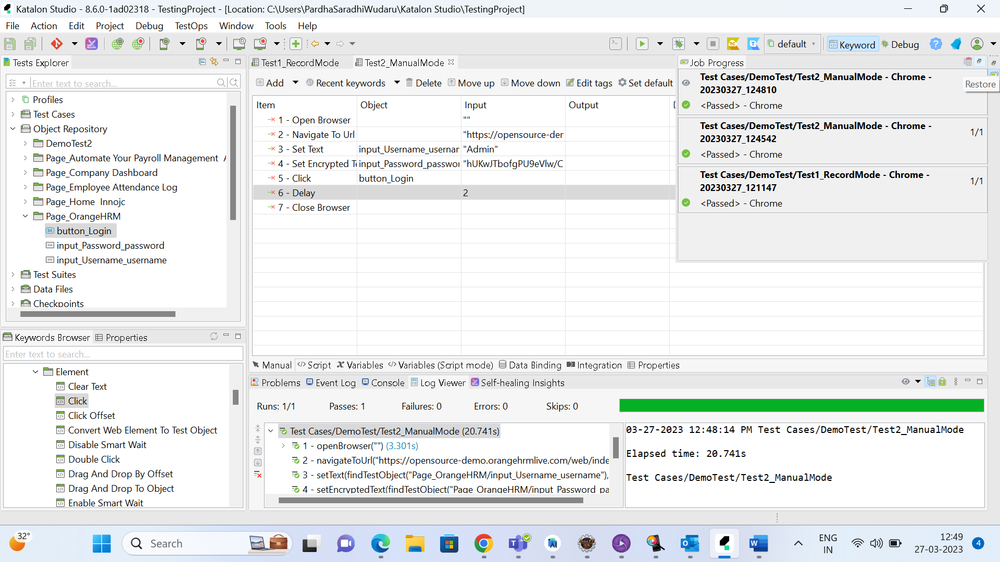 Katalon Studio - 8.6.0-1ad02318 - TestingProject - [Location: C:\Users\PardhaSaradhiWudaru\Katalon Studio\TestingProject]
File Action Edit Project Debug TestOps Window Tools Help
default Keyword Debug
Tests Explorer
Enter text to search...
Profiles
Test Cases
Object Repository
DemoTest2
Page_Automate Your Payroll Management
Page_Company Dashboard
Page_Employee Attendance Log
Page_Home Innojc
Page_OrangeHRM
button_Login
input_Password_password
input_Username_username
Test Suites
Data Files
Checkpoints
Keywords Browser Properties
Enter text to search...
Element
Clear Text
Click
Click Offset
Convert Web Element To Test Object
Disable Smart Wait
Double Click
Drag And Drop By Offset
Drag And Drop To Object
Enable Smart Wait
Test1_RecordMode Test2_ManualMode
Add Recent keywords Delete Move up Move down Edit tags Set default
Item Object Input Output
1 - Open Browser ""
2 - Navigate To Url "https://opensource-der
3 - Set Text input_Username_usernar "Admin"
4 - Set Encrypted Te input_Password_passwor "hUKwJTbofgPU9eVlw/C
5 - Click button_Login
6 - Delay 2
7 - Close Browser
Job Progress
Restore
Test Cases/DemoTest/Test2_ManualMode - Chrome -
20230327_124810
<Passed> - Chrome
Test Cases/DemoTest/Test2_ManualMode - Chrome - 1/1
20230327_124542
<Passed> - Chrome
Test Cases/DemoTest/Test1_RecordMode - Chrome - 1/1
20230327_121147
<Passed> - Chrome
Manual Script Variables Variables (Script mode) Data Binding Integration Properties
Problems Event Log Console Log Viewer Self-healing Insights
Runs: 1/1 Passes: 1 Failures: 0 Errors: 0 Skips: 0
Test Cases/DemoTest/Test2_ManualMode (20.741s)
1 - openBrowser("") (3.301s)
2 - navigateToUrl("https://opensource-demo.orangehrmlive.com/web/inde
3 - setText(findTestObject("Page_OrangeHRM/input_Username_username"),
4 - setEncryptedText(findTestObject("Page_OrangeHRM/input_Password_pa
03-27-2023 12:48:14 PM Test Cases/DemoTest/Test2_ManualMode
Elapsed time: 20.741s
Test Cases/DemoTest/Test2_ManualMode
32°
Search
ENG
IN
12:49
27-03-2023
4